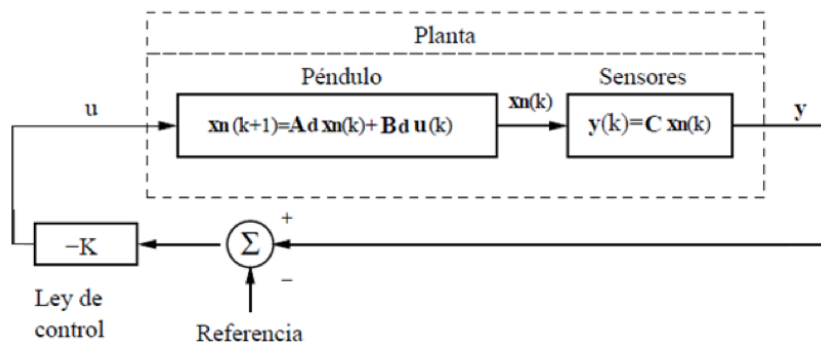 Planta
Péndulo
Sensores
u
xn(k+1)=Ad xn(k)+Bd u(k)
xn(k)
y(k)=C xn(k)
y
+
−K
Σ
−
Ley de
control
Referencia